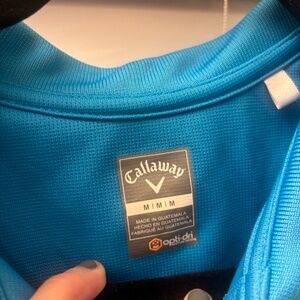 Callaway
M|M|M
MADE IN GUATEMALA
HECHO EN GUATEMALA
FABRIQUÉ AU GUATEMALA
opti-dri